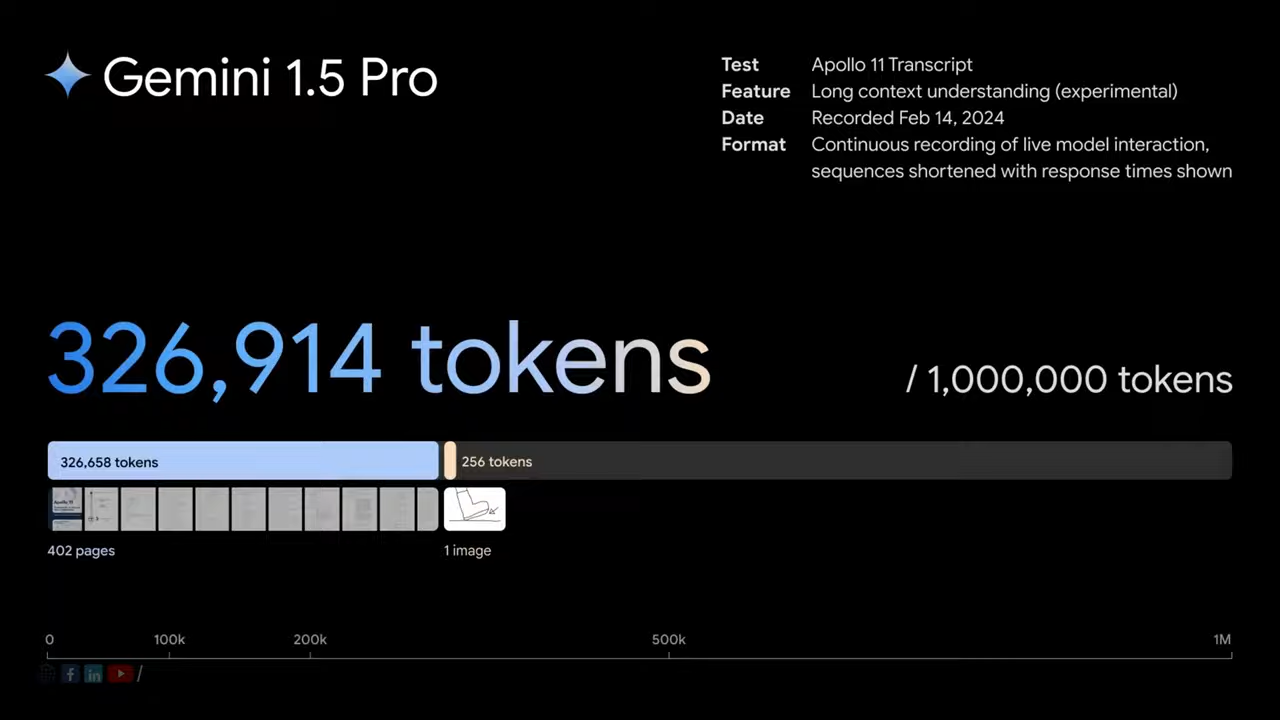 Gemini 1.5 Pro
Test Apollo 11 Transcript
Feature Long context understanding (experimental)
Date Recorded Feb 14, 2024
Format Continuous recording of live model interaction,
sequences shortened with response times shown
326,914 tokens
/ 1,000,000 tokens
326,658 tokens
256 tokens
Apollo 11
402 pages
1 image
0 100k 200k 500k 1M
/